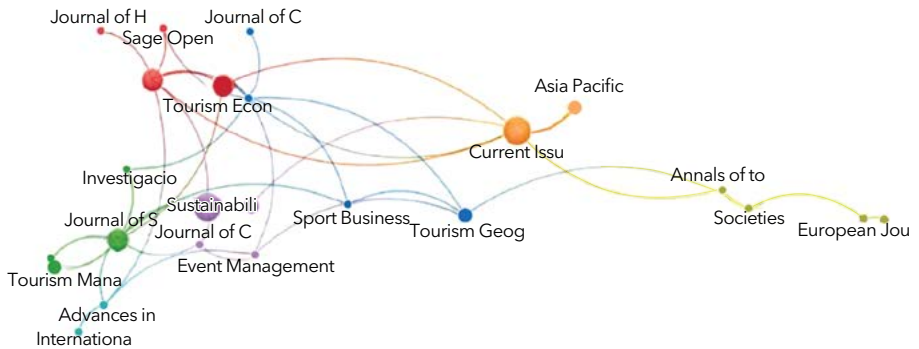 Journal of H
Journal of C
Sage Open
Asia Pacific
Tourism Econ
Current Issu
Investigacio
Annals of to
Sustainabili
Journal of S
Sport Business
Societies
Journal of C
Tourism Geog
European Jou
Event Management
Tourism Mana
Advances in
Internationa